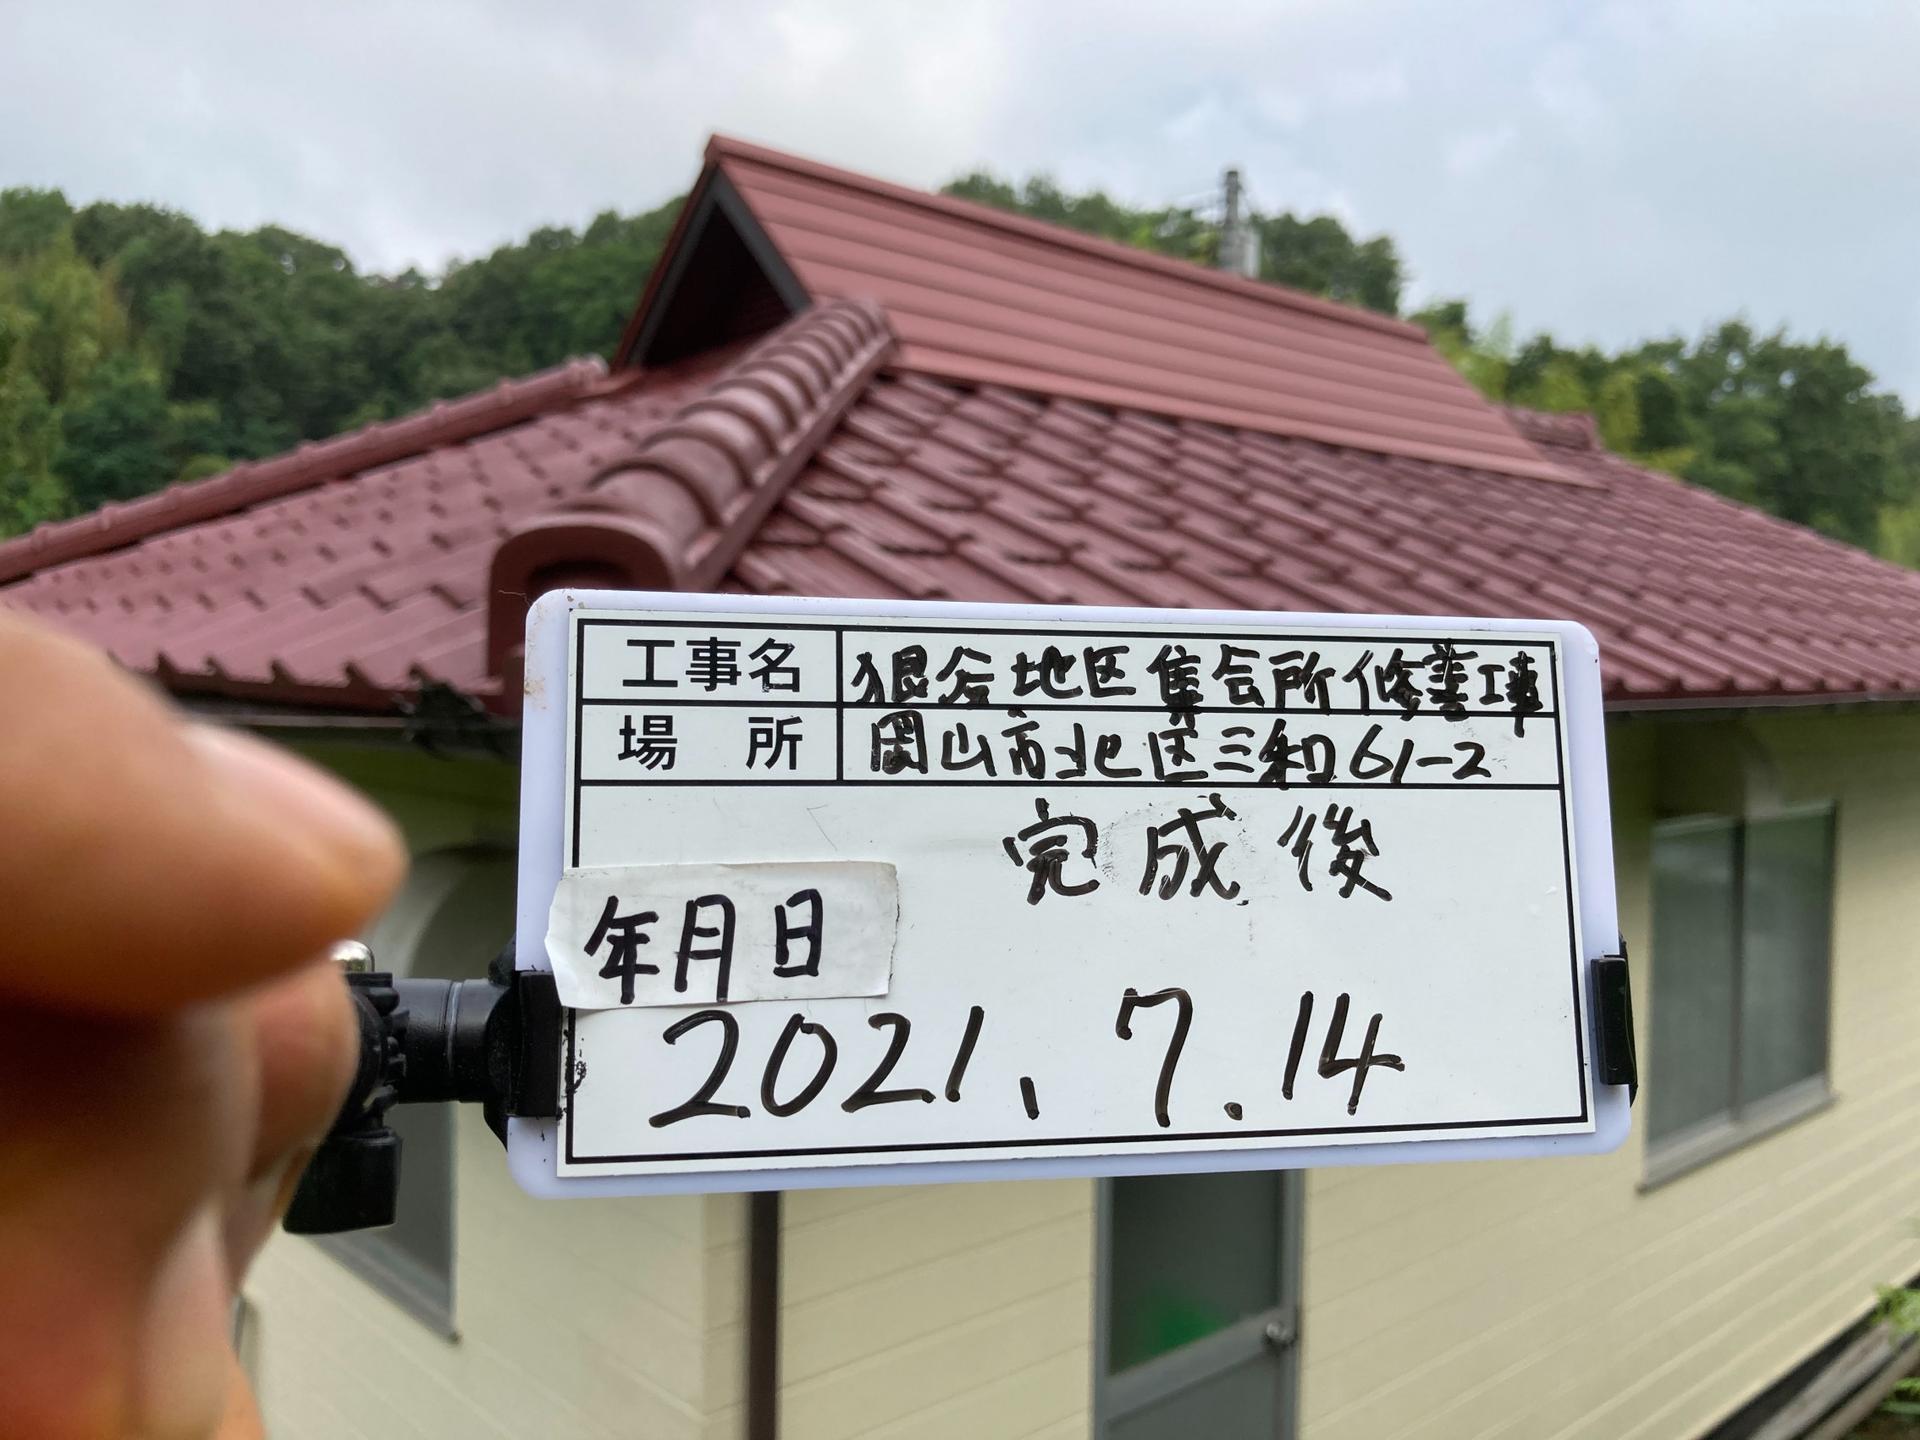 工事名 狼谷地区集会所修善工事
場所 岡山市北区三和61-2
完成後
年月日
2021.7.14